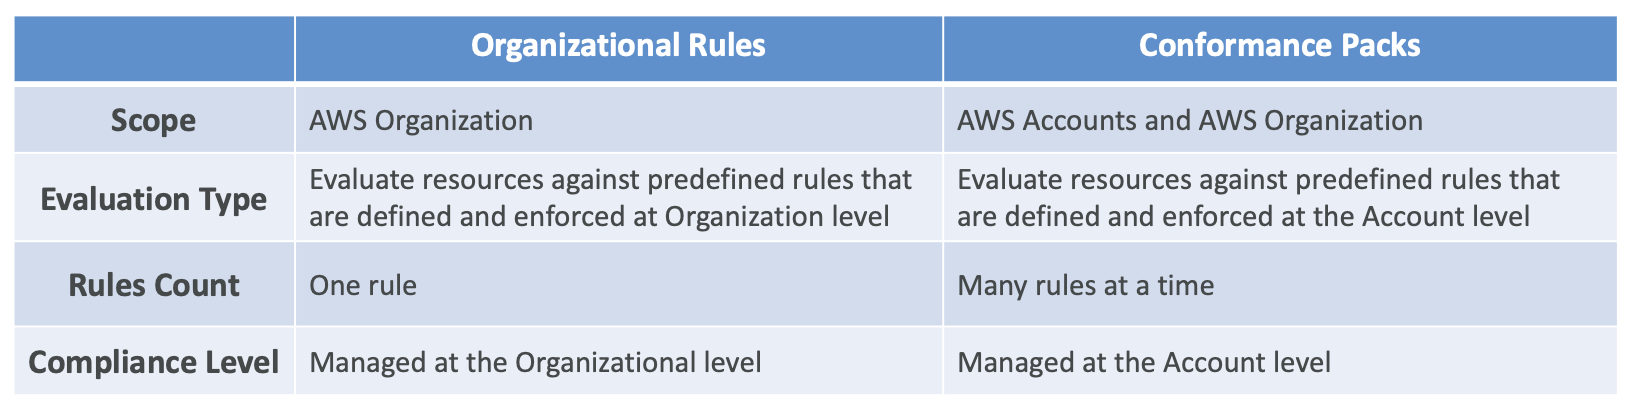 Organizational Rules
Conformance Packs
Scope
AWS Organization
AWS Accounts and AWS Organization
Evaluation Type
Evaluate resources against predefined rules that
are defined and enforced at Organization level
Evaluate resources against predefined rules that
are defined and enforced at the Account level
Rules Count
One rule
Many rules at a time
Compliance Level
Managed at the Organizational level
Managed at the Account level